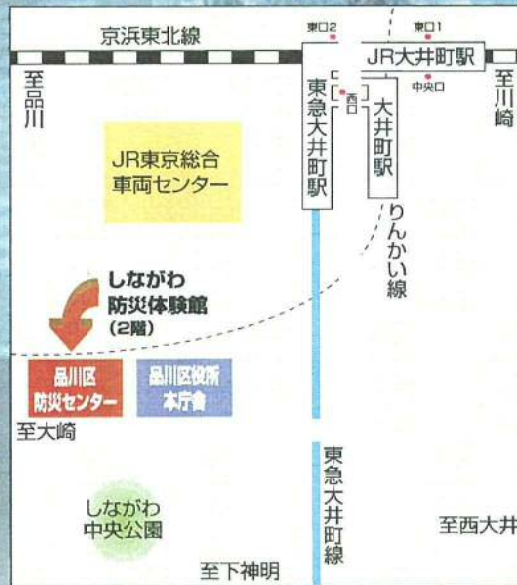 京浜東北線
東口2
東口1
JR大井町駅
中央口
西口
至品川
至川崎
東急大井町駅
大井町駅
りんかい線
JR東京総合
車両センター
しながわ
防災体験館
(2階)
品川区
防災センター
品川区役所
本庁舎
至大崎
しながわ
中央公園
東急大井町線
至西大井
至下神明